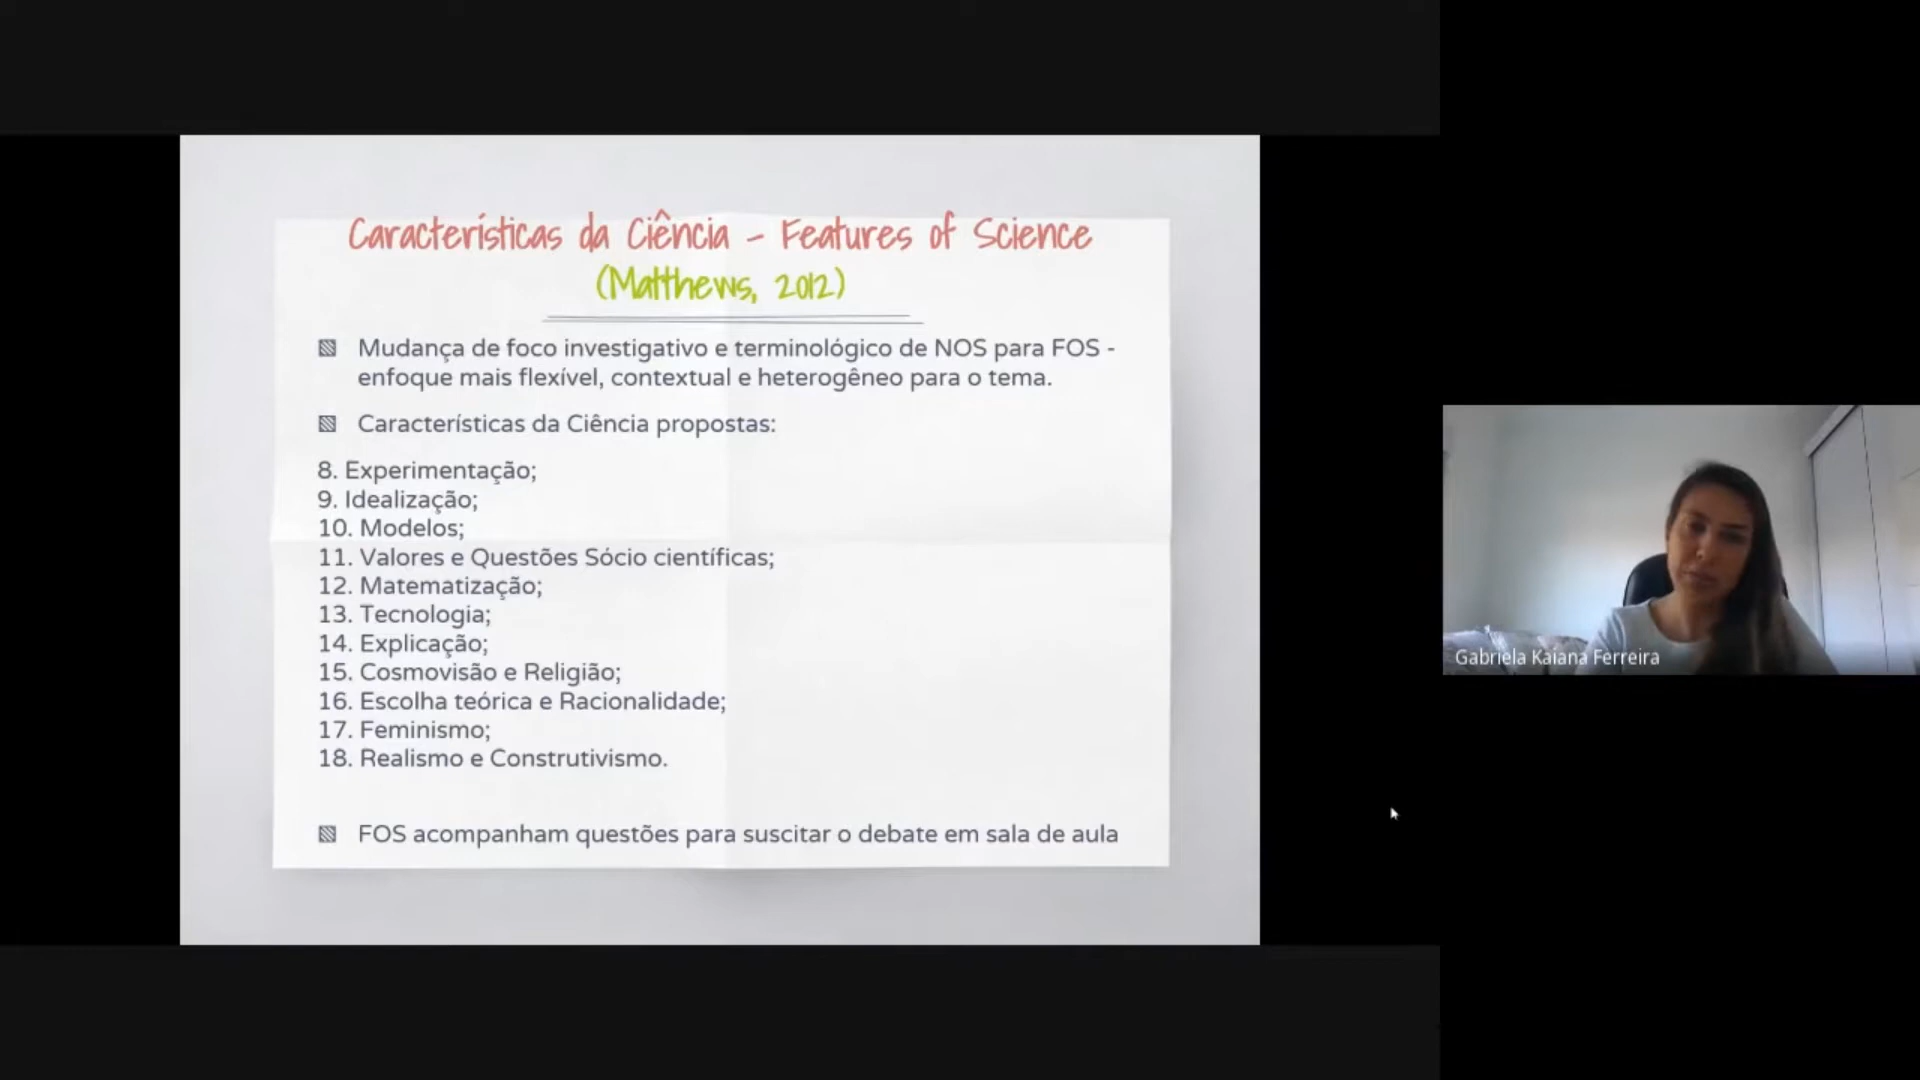 Características da Ciência - Features of Science
(Matthews, 2012)
Mudança de foco investigativo e terminológico de NOS para FOS -
enfoque mais flexível, contextual e heterogêneo para o tema.
Características da Ciência propostas:
8. Experimentação;
9. Idealização;
10. Modelos;
11. Valores e Questões Sócio científicas;
12. Matematização;
13. Tecnologia;
14. Explicação;
15. Cosmovisão e Religião;
16. Escolha teórica e Racionalidade;
17. Feminismo;
18. Realismo e Construtivismo.
FOS acompanham questões para suscitar o debate em sala de aula
Gabriela Kaiana Ferreira